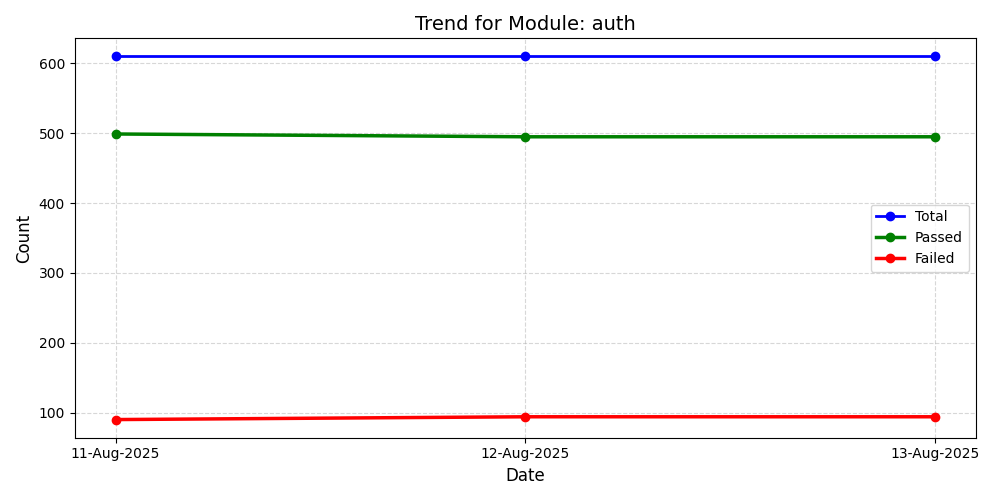 Trend for Module: auth
600
500
400
300
200
100
Count
Total
Passed
Failed
11-Aug-2025
12-Aug-2025
13-Aug-2025
Date